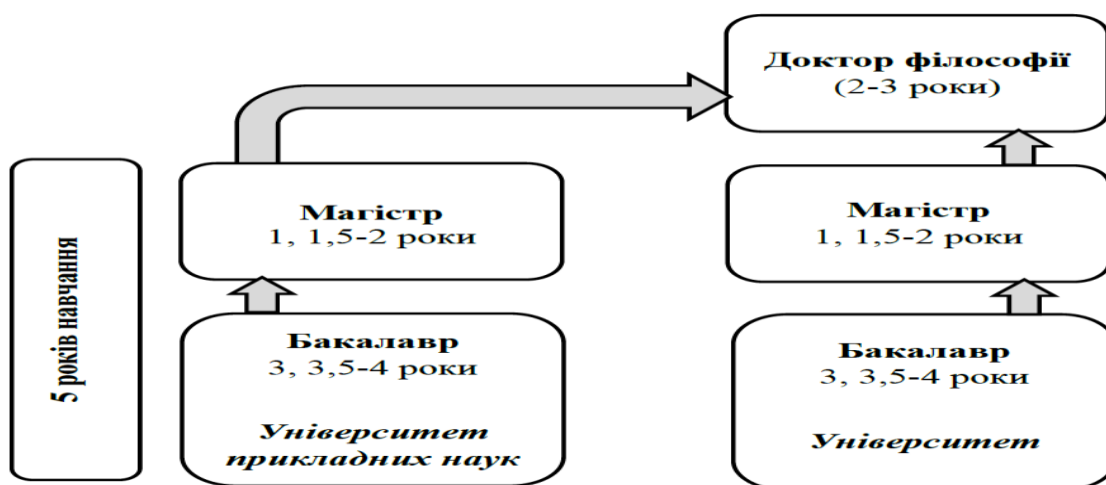 Доктор філософії
(2-3 роки)
5 років навчання
Магістр
1, 1,5-2 роки
Магістр
1, 1,5-2 роки
Бакалавр
3, 3,5-4 роки
Університет
прикладних наук
Бакалавр
3, 3,5-4 роки
Університет